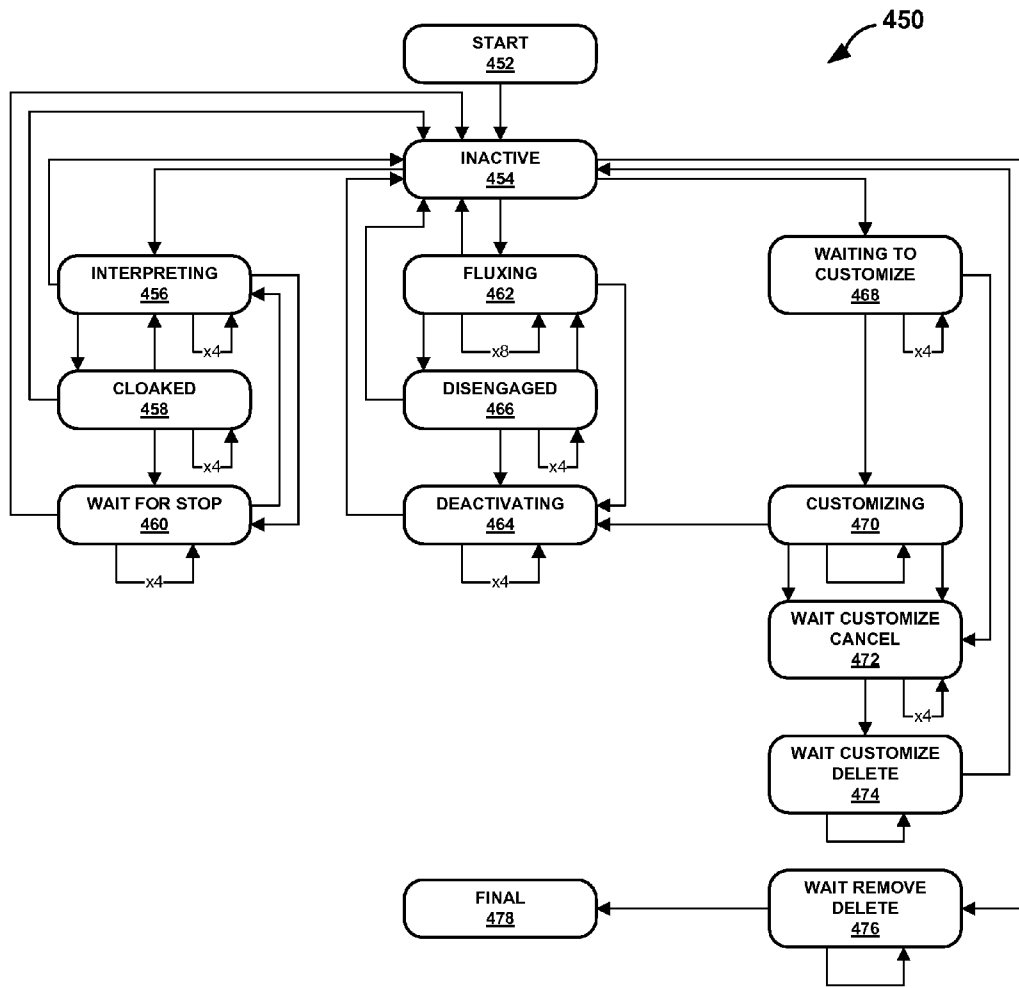 450
START
452
INACTIVE
454
INTERPRETING
456
FLUXING
462
WAITING TO
CUSTOMIZE
468
x4
x8
x4
CLOAKED
458
DISENGAGED
466
x4
x4
WAIT FOR STOP
460
DEACTIVATING
464
CUSTOMIZING
470
x4
x4
WAIT CUSTOMIZE
CANCEL
472
x4
WAIT CUSTOMIZE
DELETE
474
FINAL
478
WAIT REMOVE
DELETE
476